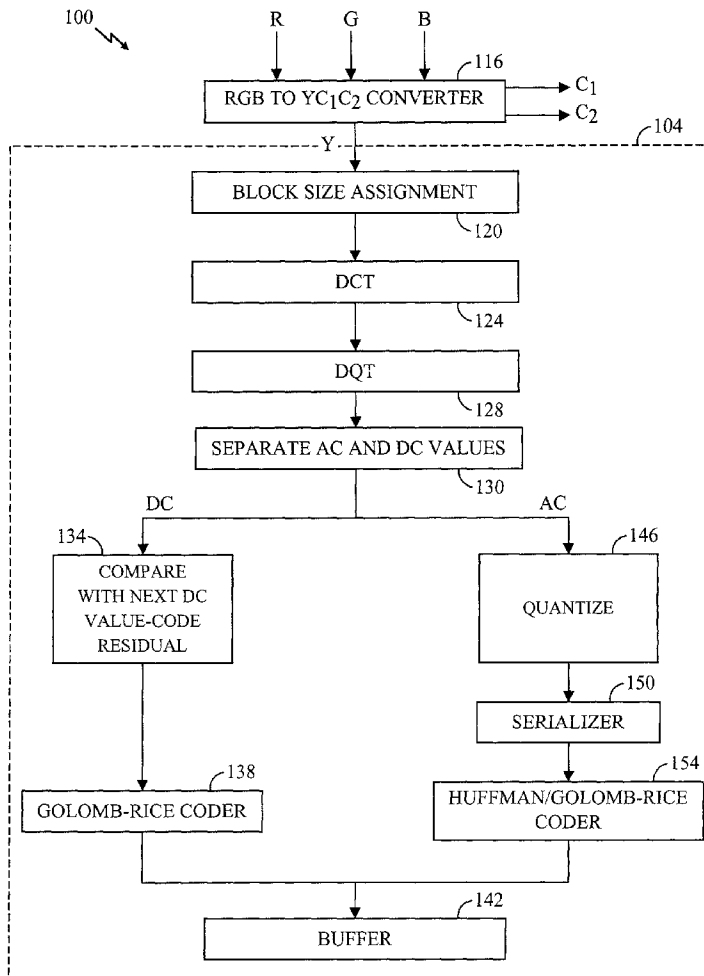 100
R G B
116
RGB TO YC1C2 CONVERTER
C1
C2
104
Y
BLOCK SIZE ASSIGNMENT
120
DCT
124
DQT
128
SEPARATE AC AND DC VALUES
130
DC
AC
134
COMPARE
WITH NEXT DC
VALUE-CODE
RESIDUAL
146
QUANTIZE
150
SERIALIZER
138
GOLOMB-RICE CODER
154
HUFFMAN/GOLOMB-RICE
CODER
142
BUFFER